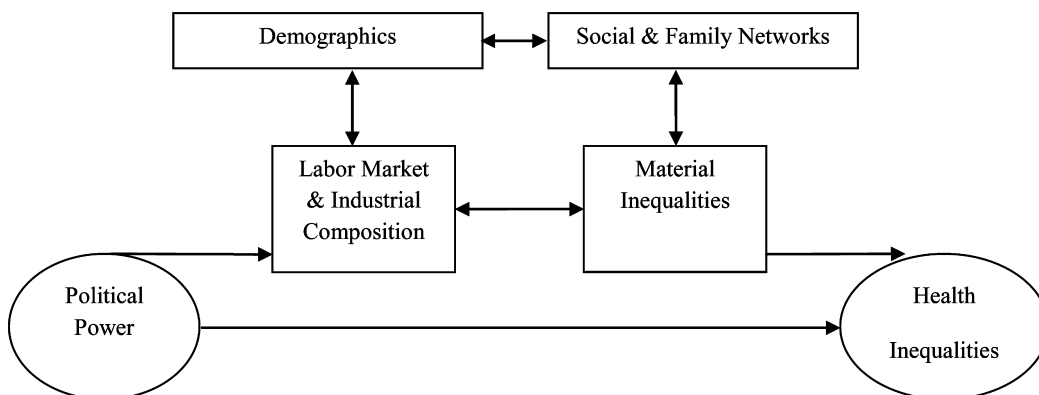 Demographics
Social & Family Networks
Labor Market
& Industrial
Composition
Material
Inequalities
Political
Power
Health
Inequalities